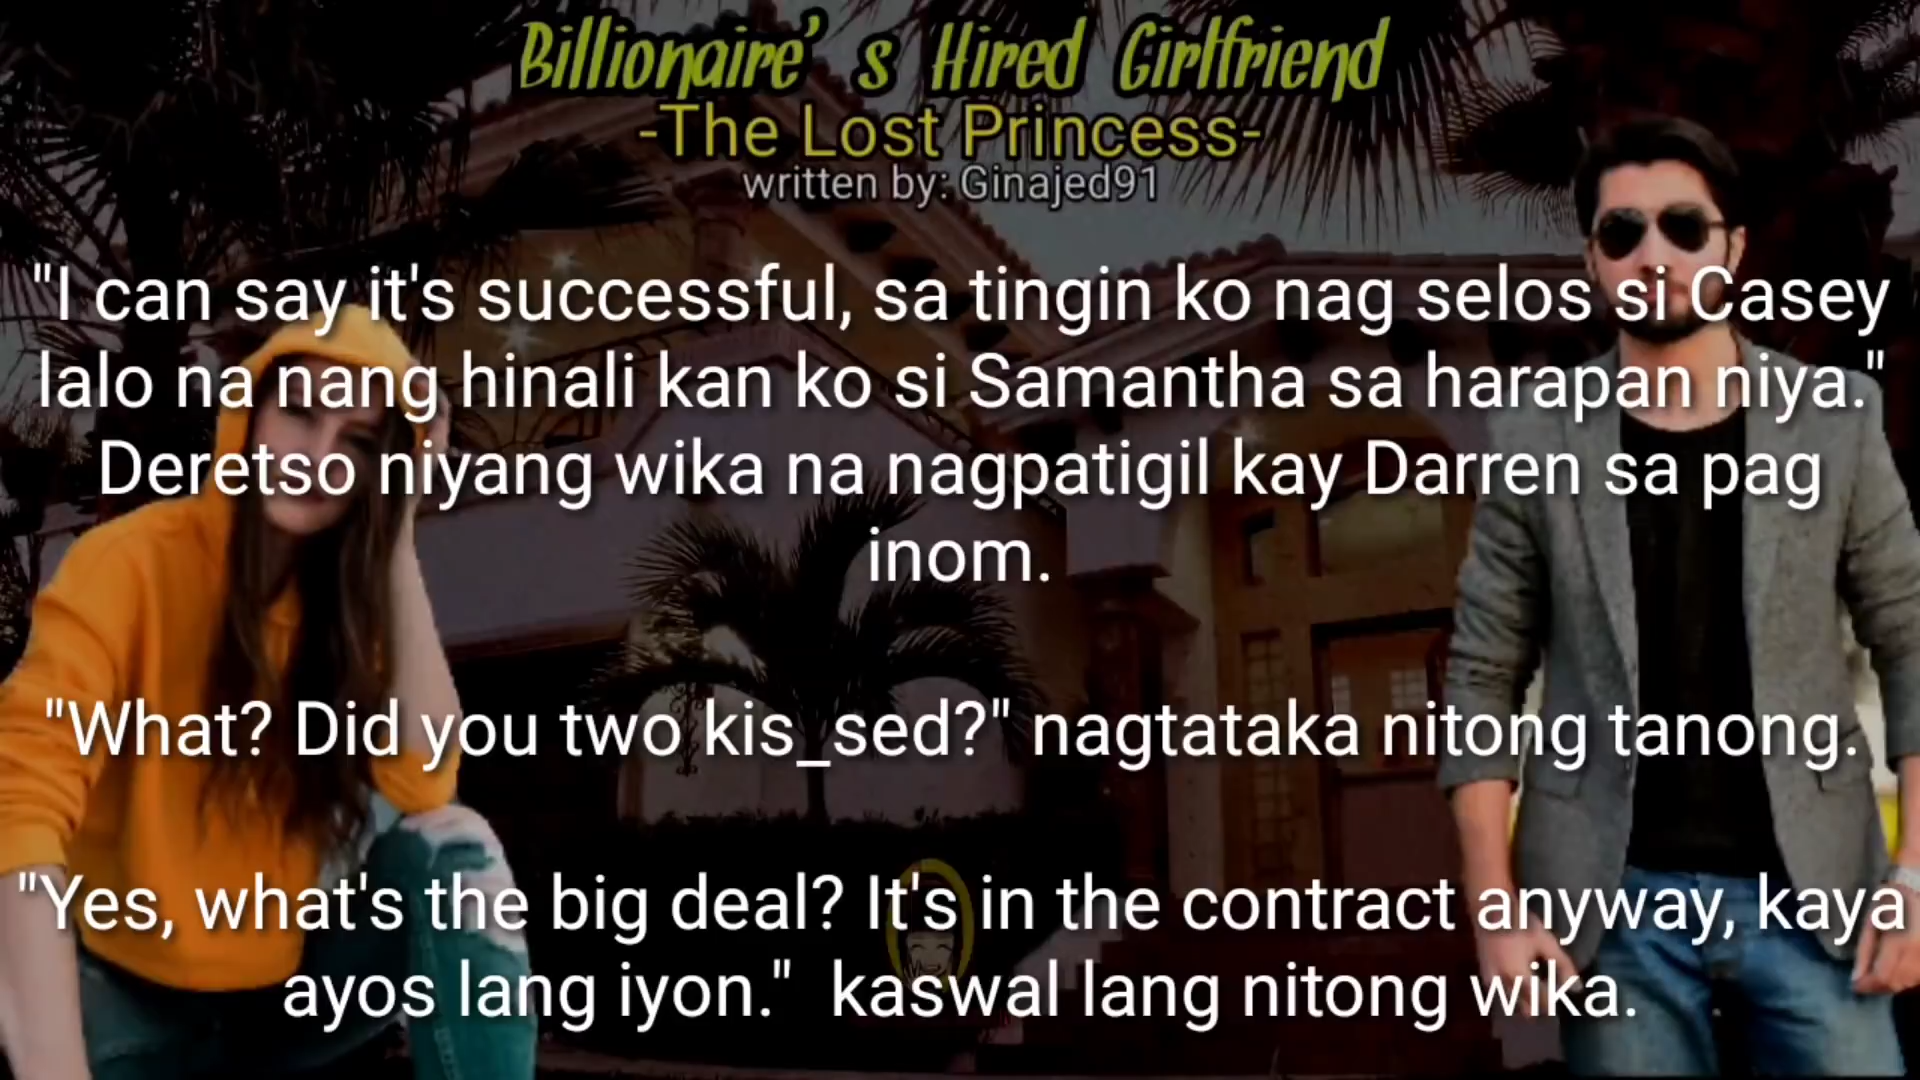 Billionaire' s Hired Girlfriend
-The Lost Princess-
written by: Ginajed91
"I can say it's successful, sa tingin ko nag selos si Casey
lalo na nang hinali kan ko si Samantha sa harapan niya."
Deretso niyang wika na nagpatigil kay Darren sa pag
inom.
"What? Did you two kis_sed?" nagtataka nitong tanong.
"Yes, what's the big deal? It's in the contract anyway, kaya
ayos lang iyon."  kaswal lang nitong wika.